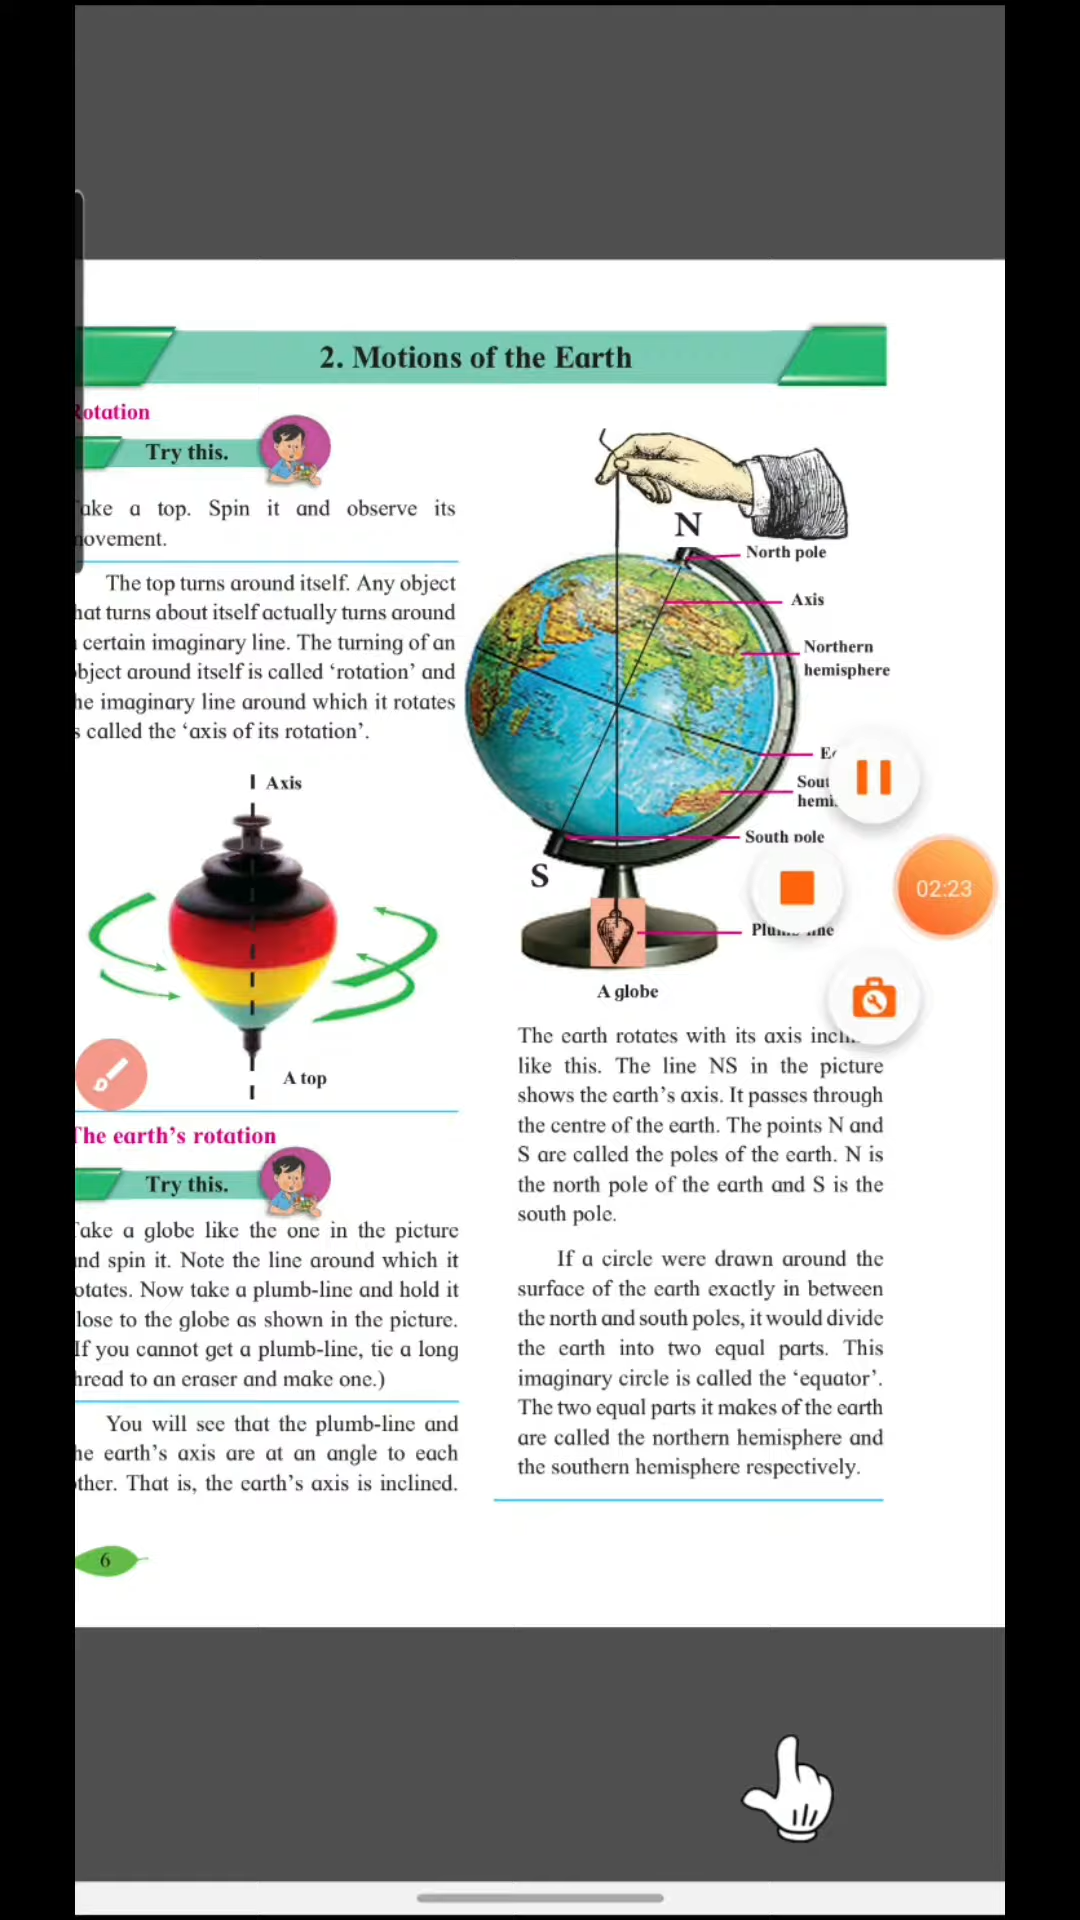 2. Motions of the Earth
otation
Try this.
ake a top. Spin it and observe its
ovement.
The top turns around itself. Any object
hat turns about itself actually turns around
certain imaginary line. The turning of an
bject around itself is called ‘rotation’ and
he imaginary line around which it rotates
s called the ‘axis of its rotation’.
Axis
A top
The earth’s rotation
Try this.
ake a globe like the one in the picture
nd spin it. Note the line around which it
otates. Now take a plumb-line and hold it
lose to the globe as shown in the picture.
If you cannot get a plumb-line, tie a long
hread to an eraser and make one.)
You will see that the plumb-line and
he earth’s axis are at an angle to each
ther. That is, the earth’s axis is inclined.
6
N
North pole
Axis
Northern
hemisphere
Sout
hemi
South pole
S
A globe
02:23
The earth rotates with its axis
like this. The line NS in the picture
shows the earth’s axis. It passes through
the centre of the earth. The points N and
S are called the poles of the earth. N is
the north pole of the earth and S is the
south pole.
If a circle were drawn around the
surface of the earth exactly in between
the north and south poles, it would divide
the earth into two equal parts. This
imaginary circle is called the ‘equator’.
The two equal parts it makes of the earth
are called the northern hemisphere and
the southern hemisphere respectively.